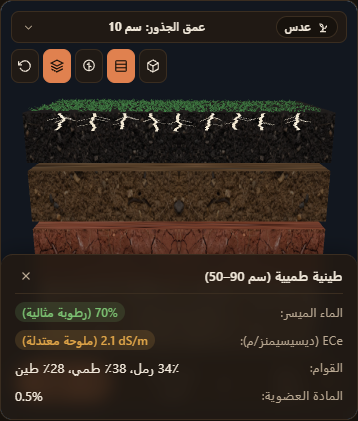 عدس
عمق الجذور: سم 10
طينية طميية (سم 90–50)
الماء الميسر: 70% (رطوبة مثالية)
ECe (ديسيسيمنز/م): 2.1 dS/m (ملوحة معتدلة)
القوام: 34٪ رمل، 38٪ طمي، 28٪ طين
المادة العضوية: 0.5%